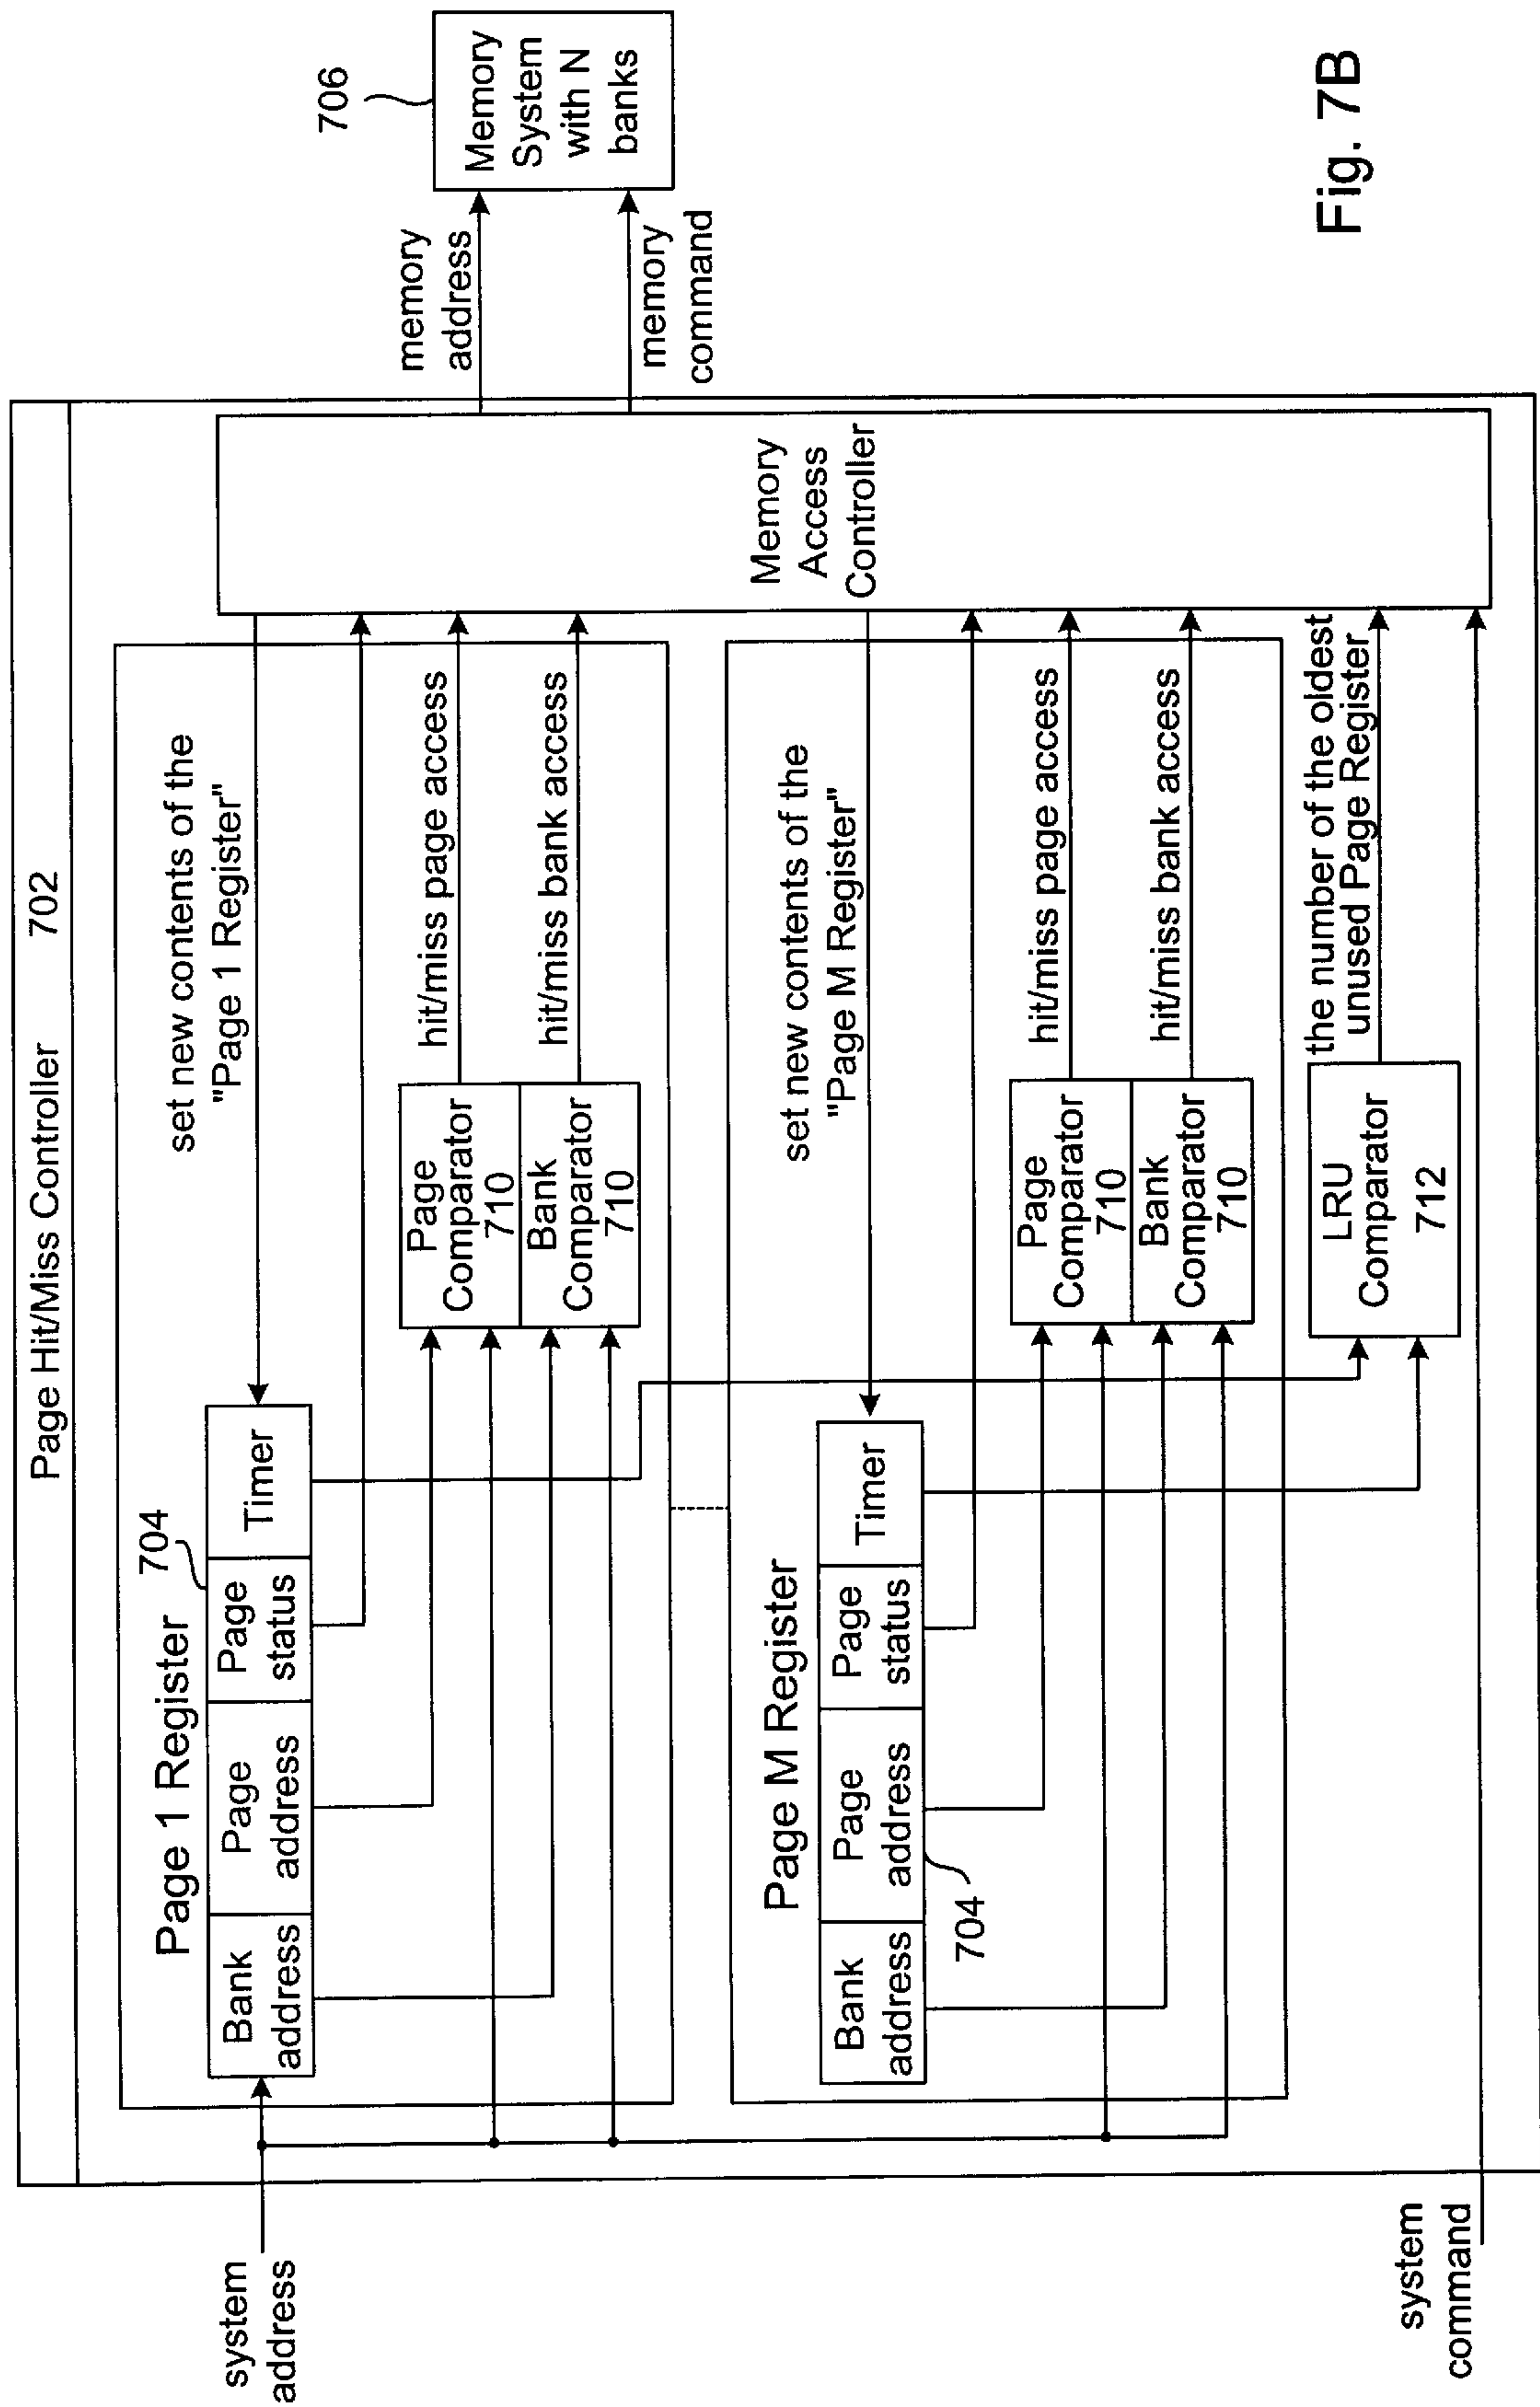 Page Hit/Miss Controller 702
Page 1 Register
704
Bank
address
Page
address
Page
status
Timer
set new contents of the
"Page 1 Register"
Page
Comparator
710
Bank
Comparator
710
hit/miss page access
hit/miss bank access
system
address
Page M Register
Bank
address
Page
address
Page
status
Timer
704
set new contents of the
"Page M Register"
Page
Comparator
710
Bank
Comparator
710
hit/miss page access
hit/miss bank access
LRU
Comparator
712
the number of the oldest
unused Page Register
system
command
Memory
Access
Controller
memory
address
memory
command
706
Memory
System
with N
banks
Fig. 7B